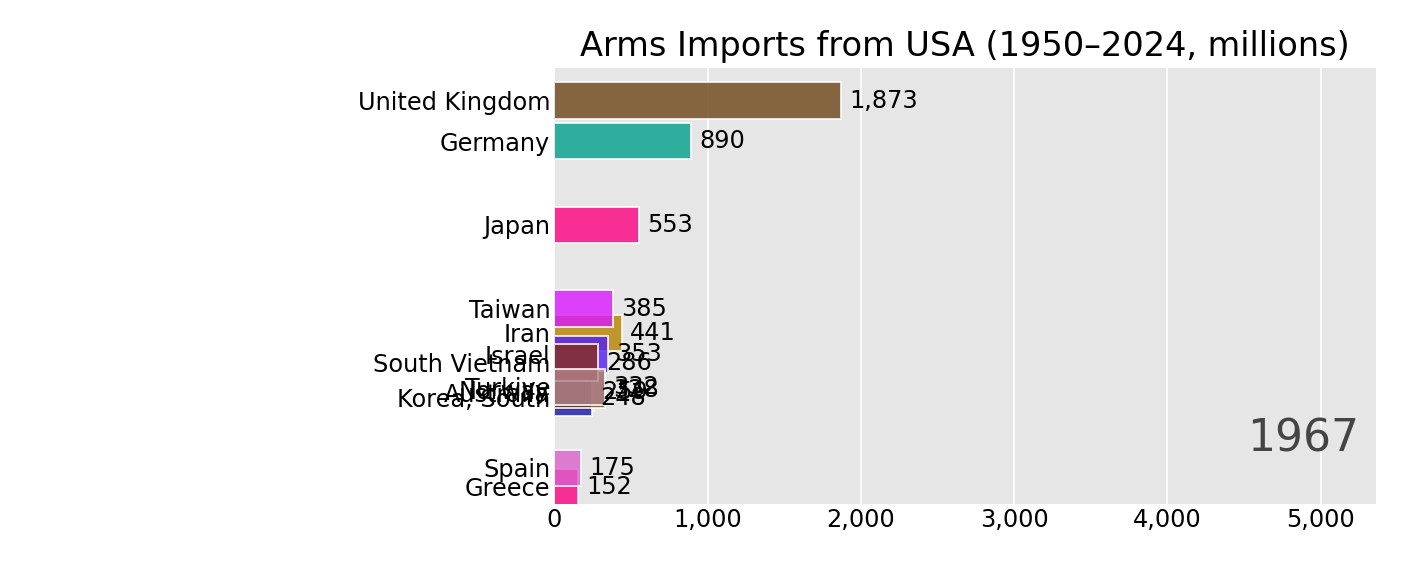 Arms Imports from USA (1950–2024, millions)
United Kingdom 1,873
Germany 890
Japan 553
Taiwan 385
Iran 441
Israel 353
South Vietnam 286
Turkiye
Korea, South 248
1967
Spain 175
Greece 152
0 1,000 2,000 3,000 4,000 5,000